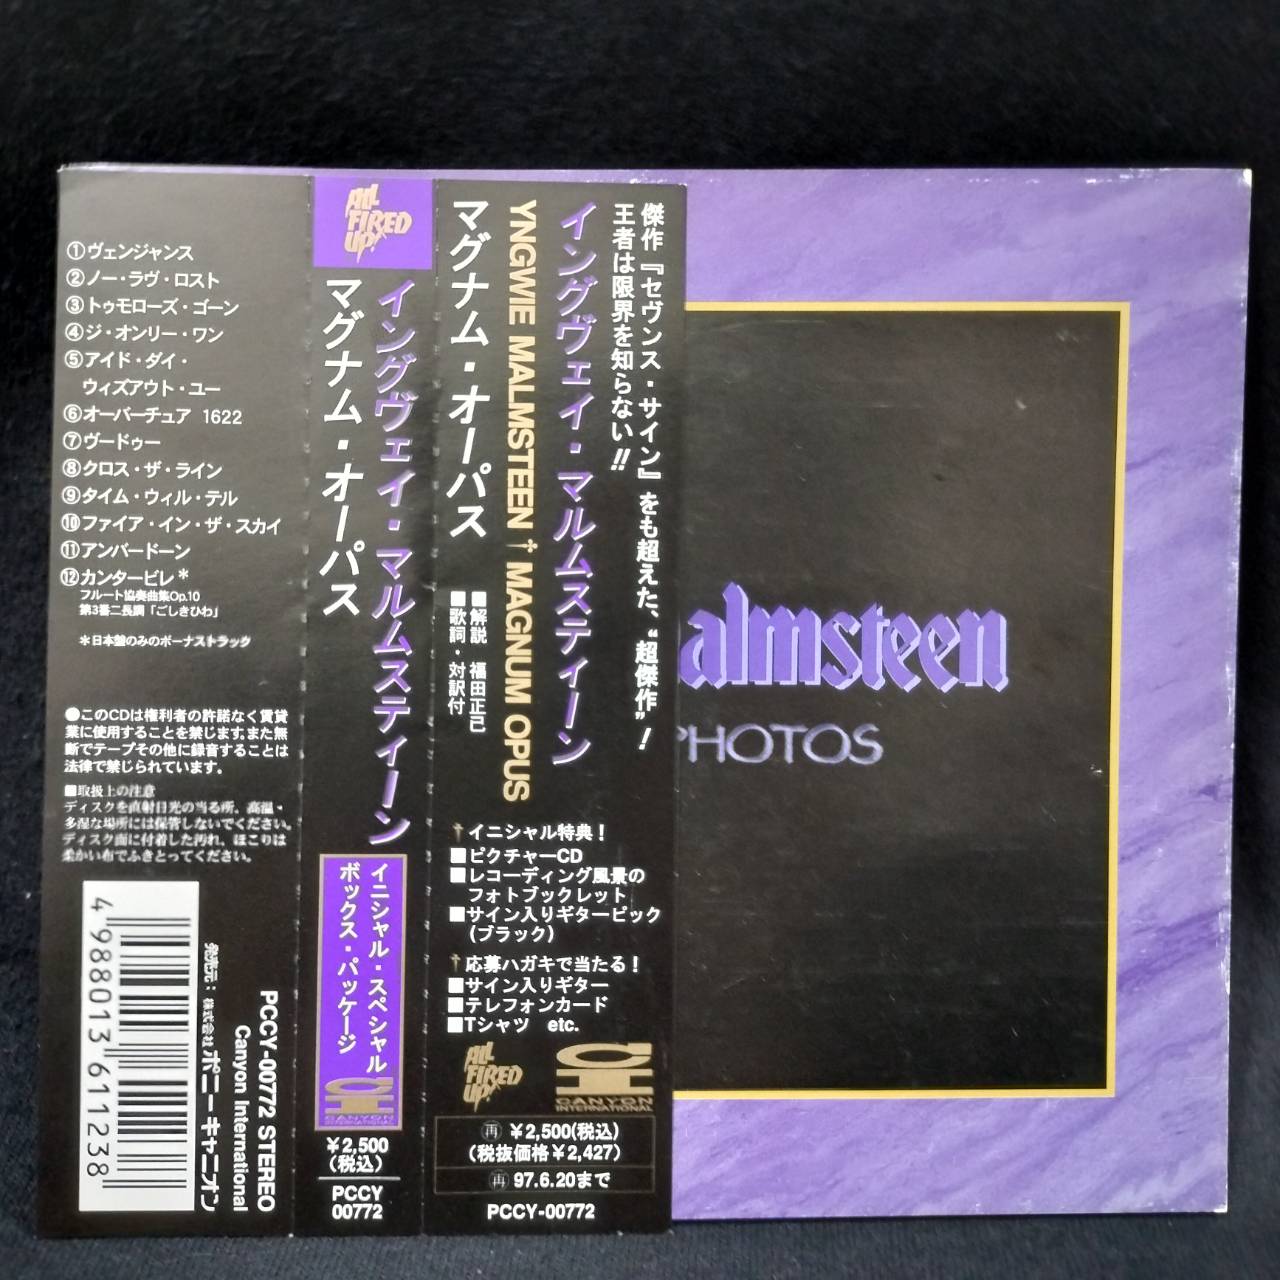 ①ヴェンジャンス
②ノー・ラヴ・ロスト
③トゥモローズ・ゴーン
④ジ・オンリー・ワン
⑤アイド・ダイ・
ウィズアウト・ユー
⑥オーバーチュア 1622
⑦ヴードゥー
⑧クロス・ザ・ライン
⑨タイム・ウィル・テル
⑩ファイア・イン・ザ・スカイ
⑪アンバードーン
⑫カンタービレ*
フルート協奏曲集Op.10
第3番ニ長調「ごしきひわ」
*日本盤のみのボーナストラック
●このCDは権利者の許諾なく賃貸
業に使用することを禁じます。また無
断でテープその他に録音することは
法律で禁じられています。
■取扱上の注意
ディスクを直射日光の当る所、高温・
多湿な場所には保管しないでください。
ディスク面に付着した汚れ、ほこりは
柔かい布でふきとってください。
4 988013 611238
発売元:株式会社ポニーキャニオン
Canyon International
PCCY-00772 STEREO
ALL
FIRED
UP!
イングヴェイ・マルムスティーン
マグナム・オーパス
イニシャル・スペシャル
ボックス・パッケージ
CANYON
INTERNATIONAL
¥2,500
(税込)
PCCY
00772
傑作『セヴンス・サイン』をも超えた、“超傑作”!
王者は限界を知らない!!
イングヴェイ・マルムスティーン
YNGWIE MALMSTEEN † MAGNUM OPUS
マグナム・オーパス
■解説 福田正己
■歌詞・対訳付
†イニシャル特典!
■ピクチャーCD
■レコーディング風景の
フォトブックレット
■サイン入りギターピック
(ブラック)
†応募ハガキで当たる!
■サイン入りギター
■テレフォンカード
■Tシャツ etc.
ALL
FIRED
UP!
CANYON
INTERNATIONAL
再 ¥2,500(税込)
(税抜価格¥2,427)
再 97.6.20まで
PCCY-00772
almsteen
PHOTOS